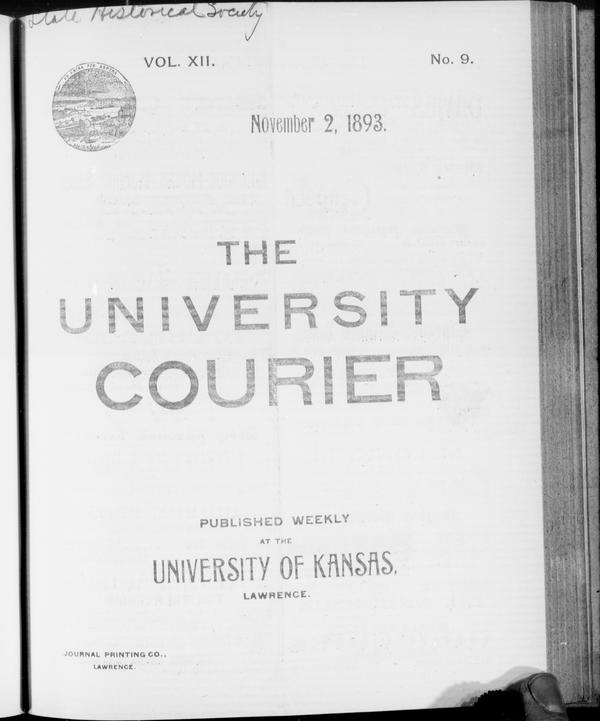 State Historical Society
VOL. XII.
No. 9.
November 2, 1893.
THE
UNIVERSITY
COURIER
PUBLISHED WEEKLY
AT THE
UNIVERSITY OF KANSAS,
LAWRENCE.
JOURNAL PRINTING CO.,
LAWRENCE.